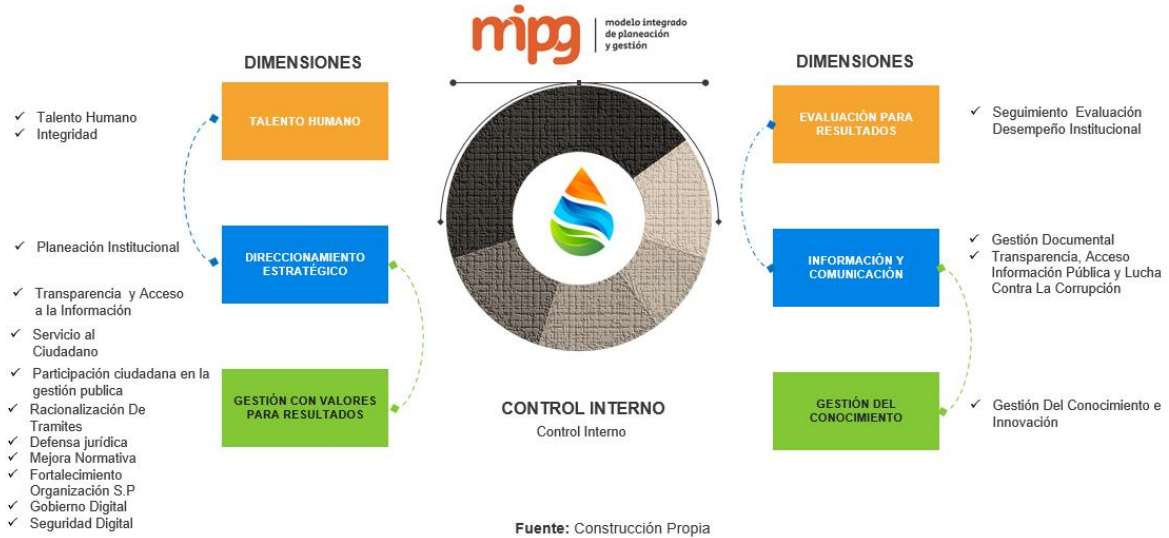 mipg
modelo integrado
de planeación
y gestión
DIMENSIONES
✓ Talento Humano
✓ Integridad
TALENTO HUMANO
✓ Planeación Institucional
DIRECCIONAMIENTO
ESTRATÉGICO
✓ Transparencia y Acceso
a la Información
✓ Servicio al
Ciudadano
✓ Participación ciudadana en la
gestión publica
✓ Racionalización De
Tramites
✓ Defensa jurídica
✓ Mejora Normativa
✓ Fortalecimiento
Organización S.P
✓ Gobierno Digital
✓ Seguridad Digital
GESTIÓN CON VALORES
PARA RESULTADOS
CONTROL INTERNO
Control Interno
DIMENSIONES
EVALUACIÓN PARA
RESULTADOS
✓ Seguimiento Evaluación
Desempeño Institucional
INFORMACIÓN Y
COMUNICACIÓN
✓ Gestión Documental
✓ Transparencia, Acceso
Información Pública y Lucha
Contra La Corrupción
GESTIÓN DEL
CONOCIMIENTO
✓ Gestión Del Conocimiento e
Innovación
Fuente: Construcción Propia